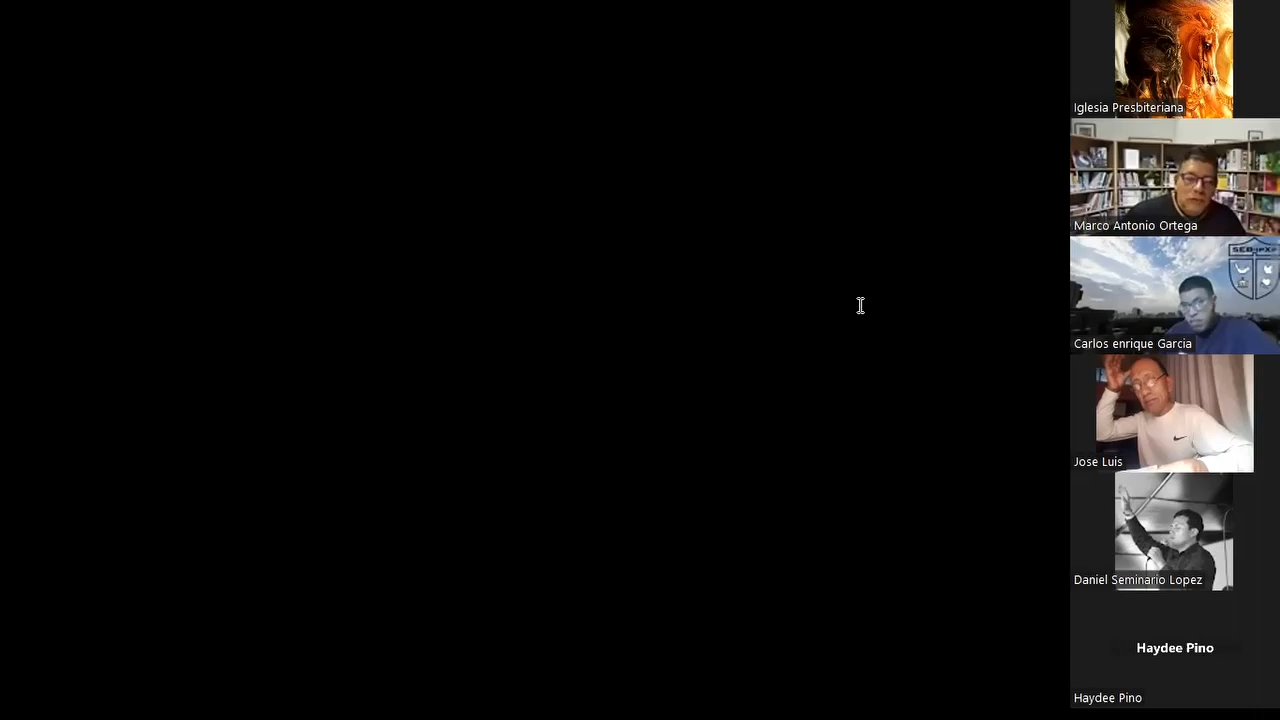 Iglesia Presbiteriana
Marco Antonio Ortega
Carlos enrique Garcia
Jose Luis
Daniel Seminario Lopez
Haydee Pino
Haydee Pino